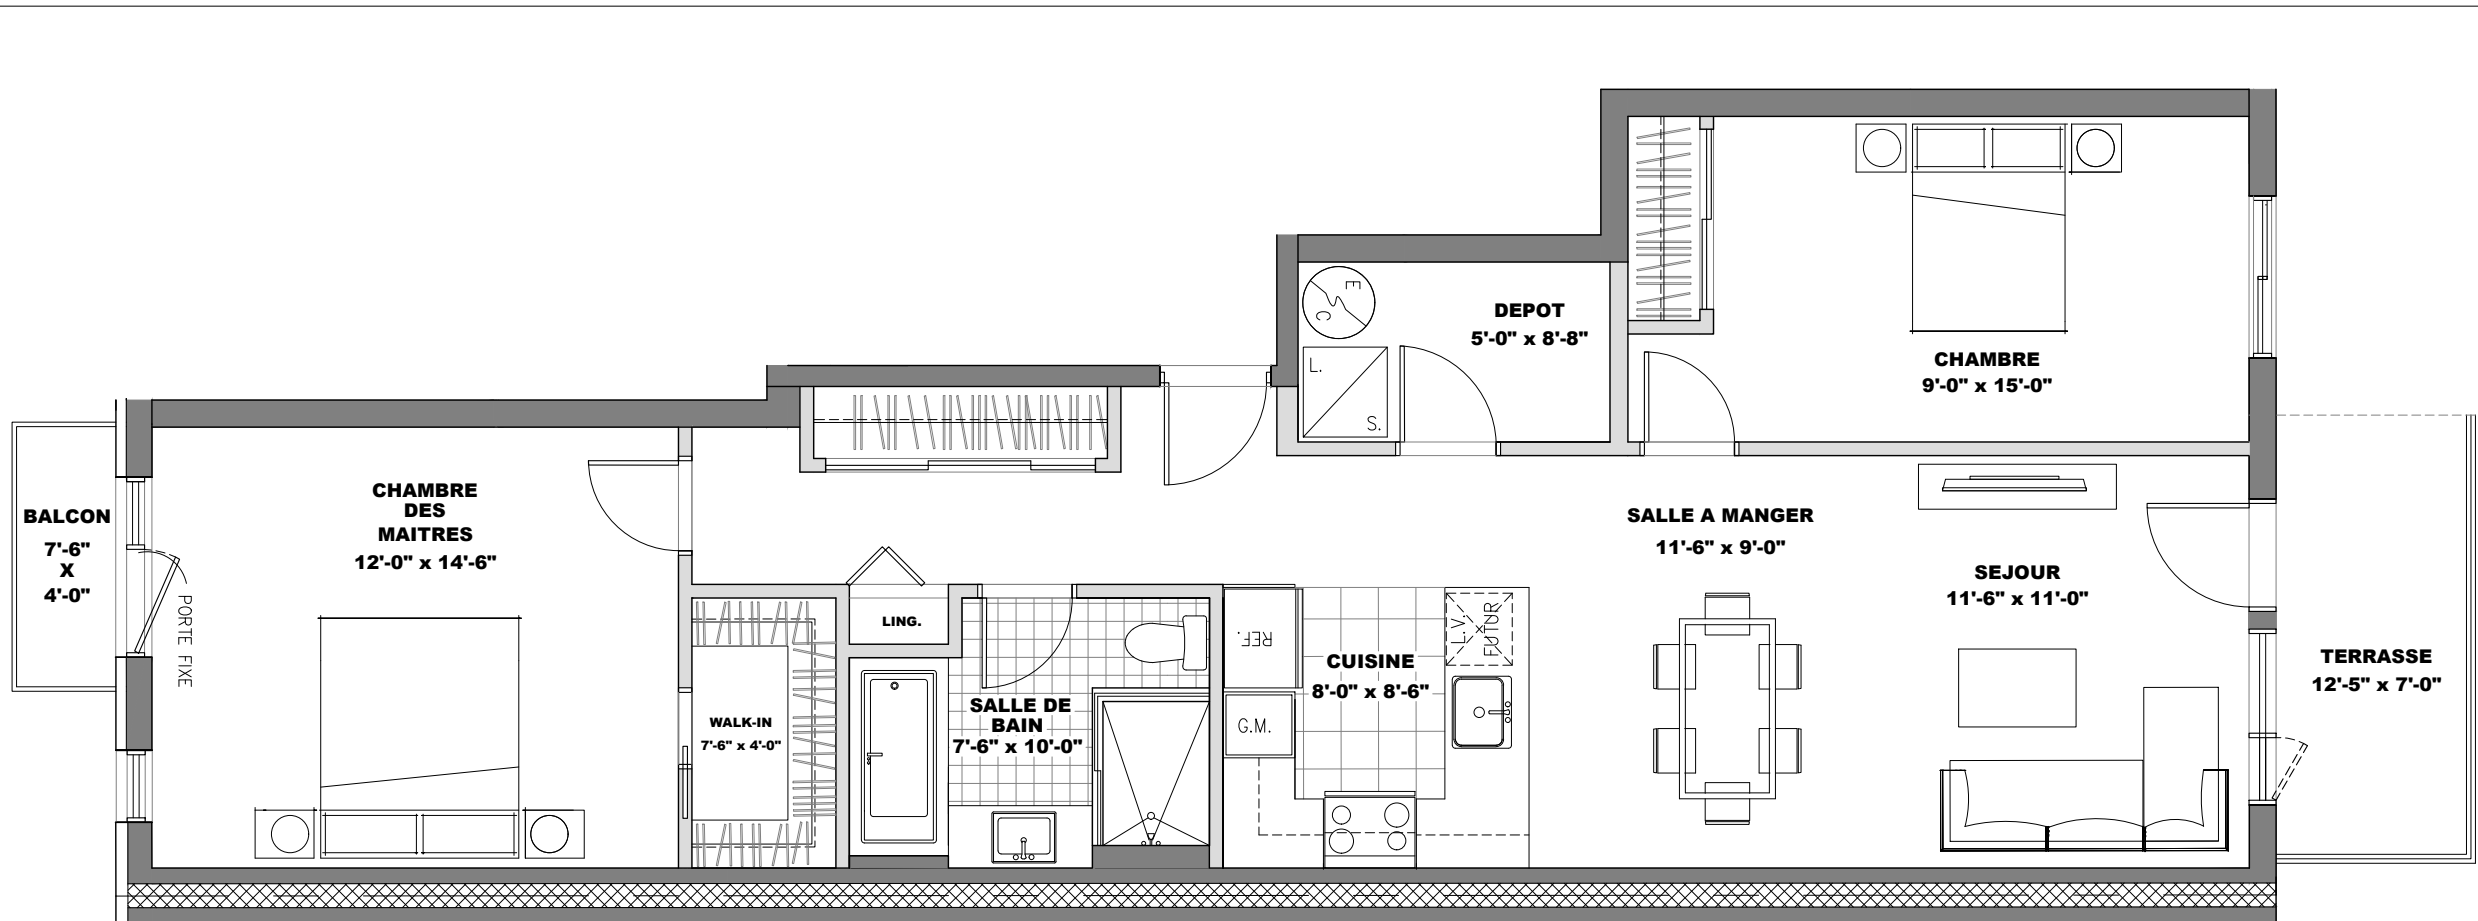 BALCON
7'-6"
X
4'-0"
PORTE FIXE
CHAMBRE
DES
MAITRES
12'-0" x 14'-6"
WALK-IN
7'-6" x 4'-0"
LING.
SALLE DE
BAIN
7'-6" x 10'-0"
E
C
L.
S.
DEPOT
5'-0" x 8'-8"
CHAMBRE
9'-0" x 15'-0"
REF.
G.M.
CUISINE
8'-0" x 8'-6"
L.V.
FUTUR
SALLE A MANGER
11'-6" x 9'-0"
SEJOUR
11'-6" x 11'-0"
TERRASSE
12'-5" x 7'-0"